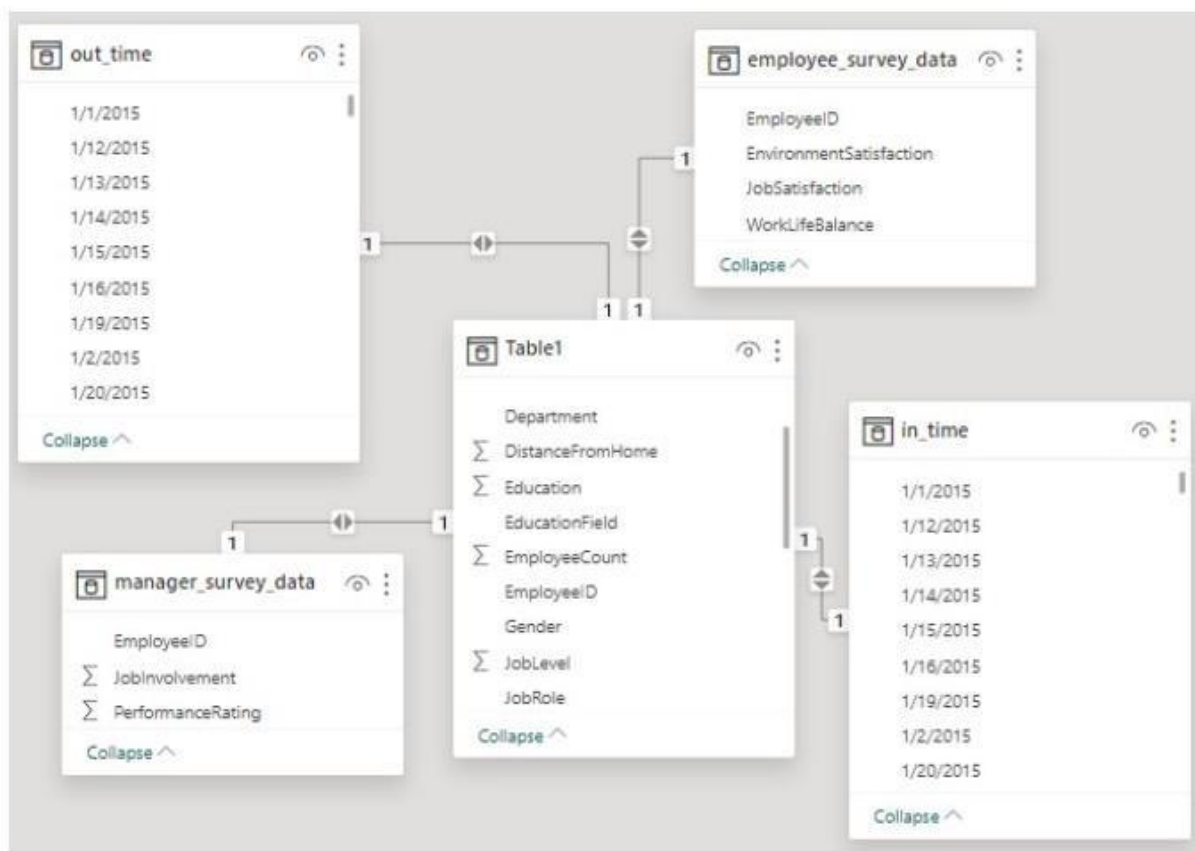 out_time
1/1/2015
1/12/2015
1/13/2015
1/14/2015
1/15/2015
1/16/2015
1/19/2015
1/2/2015
1/20/2015
Collapse
employee_survey_data
EmployeeID
EnvironmentSatisfaction
JobSatisfaction
WorkLifeBalance
Collapse
1
1
1
1
Table1
Department
Σ DistanceFromHome
Σ Education
EducationField
Σ EmployeeCount
EmployeeID
Gender
Σ JobLevel
JobRole
Collapse
1
1
manager_survey_data
EmployeeID
Σ JobInvolvement
Σ PerformanceRating
Collapse
1
1
in_time
1/1/2015
1/12/2015
1/13/2015
1/14/2015
1/15/2015
1/16/2015
1/19/2015
1/2/2015
1/20/2015
Collapse